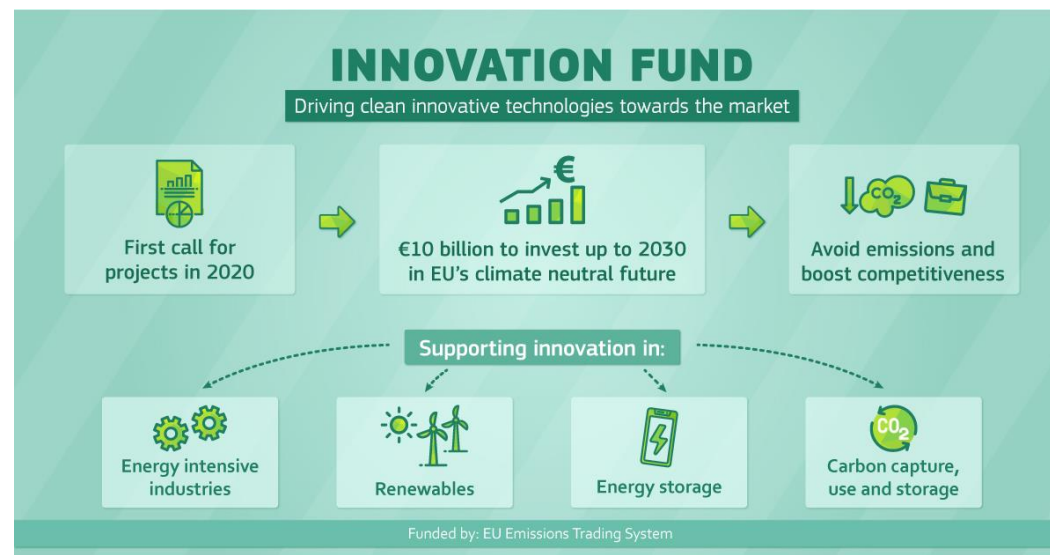 INNOVATION FUND
Driving clean innovative technologies towards the market
First call for
projects in 2020
€
€10 billion to invest up to 2030
in EU's climate neutral future
CO2
Avoid emissions and
boost competitiveness
Supporting innovation in:
Energy intensive
industries
Renewables
Energy storage
CO2
Carbon capture,
use and storage
Funded by: EU Emissions Trading System